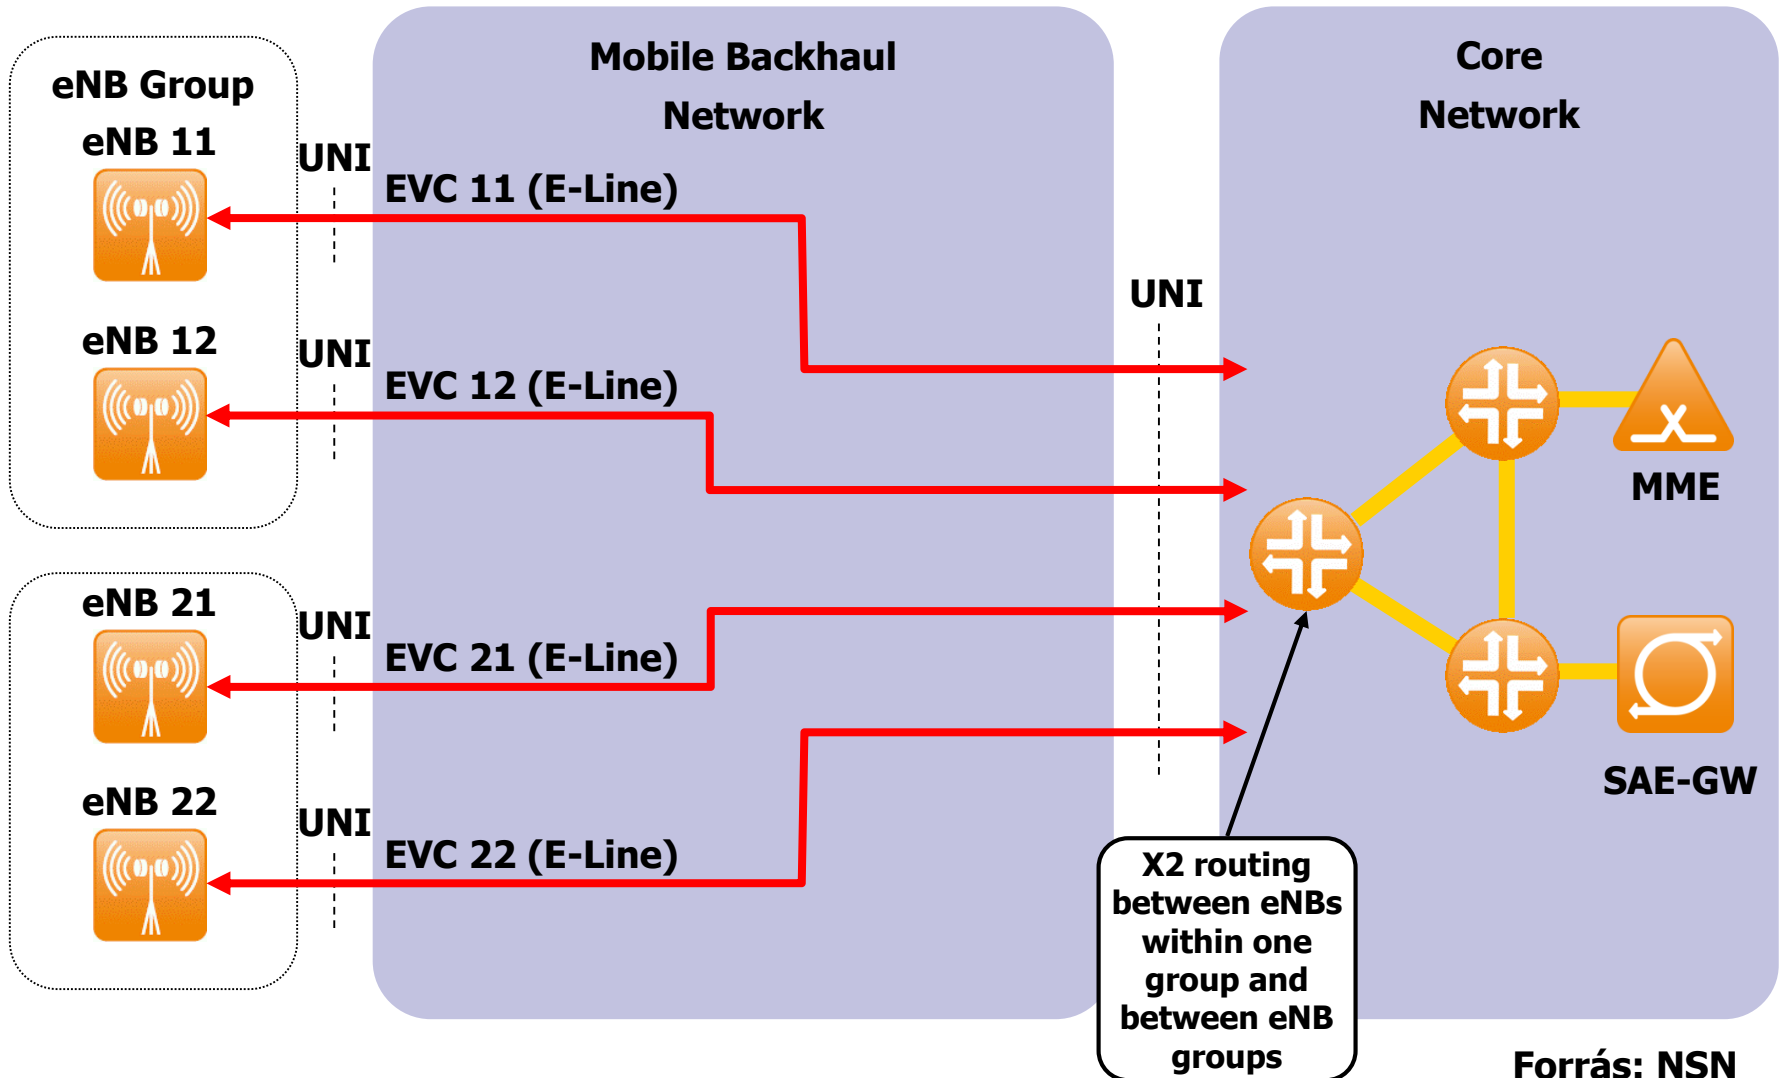 Mobile Backhaul
Network
Core
Network
eNB Group
eNB 11
UNI
EVC 11 (E-Line)
UNI
eNB 12
UNI
EVC 12 (E-Line)
MME
eNB 21
UNI
EVC 21 (E-Line)
SAE-GW
eNB 22
UNI
EVC 22 (E-Line)
X2 routing
between eNBs
within one
group and
between eNB
groups
Forrás: NSN